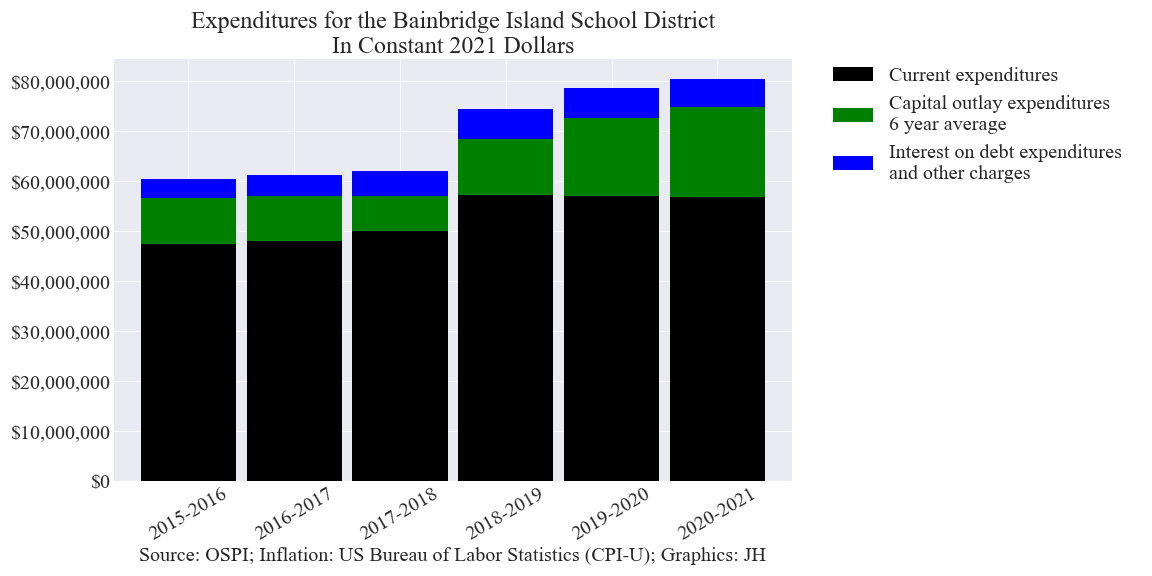 Expenditures for the Bainbridge Island School District
In Constant 2021 Dollars
$80,000,000
$70,000,000
$60,000,000
$50,000,000
$40,000,000
$30,000,000
$20,000,000
$10,000,000
$0
2015-2016
2016-2017
2017-2018
2018-2019
2019-2020
2020-2021
Source: OSPI; Inflation: US Bureau of Labor Statistics (CPI-U); Graphics: JH
Current expenditures
Capital outlay expenditures
6 year average
Interest on debt expenditures
and other charges